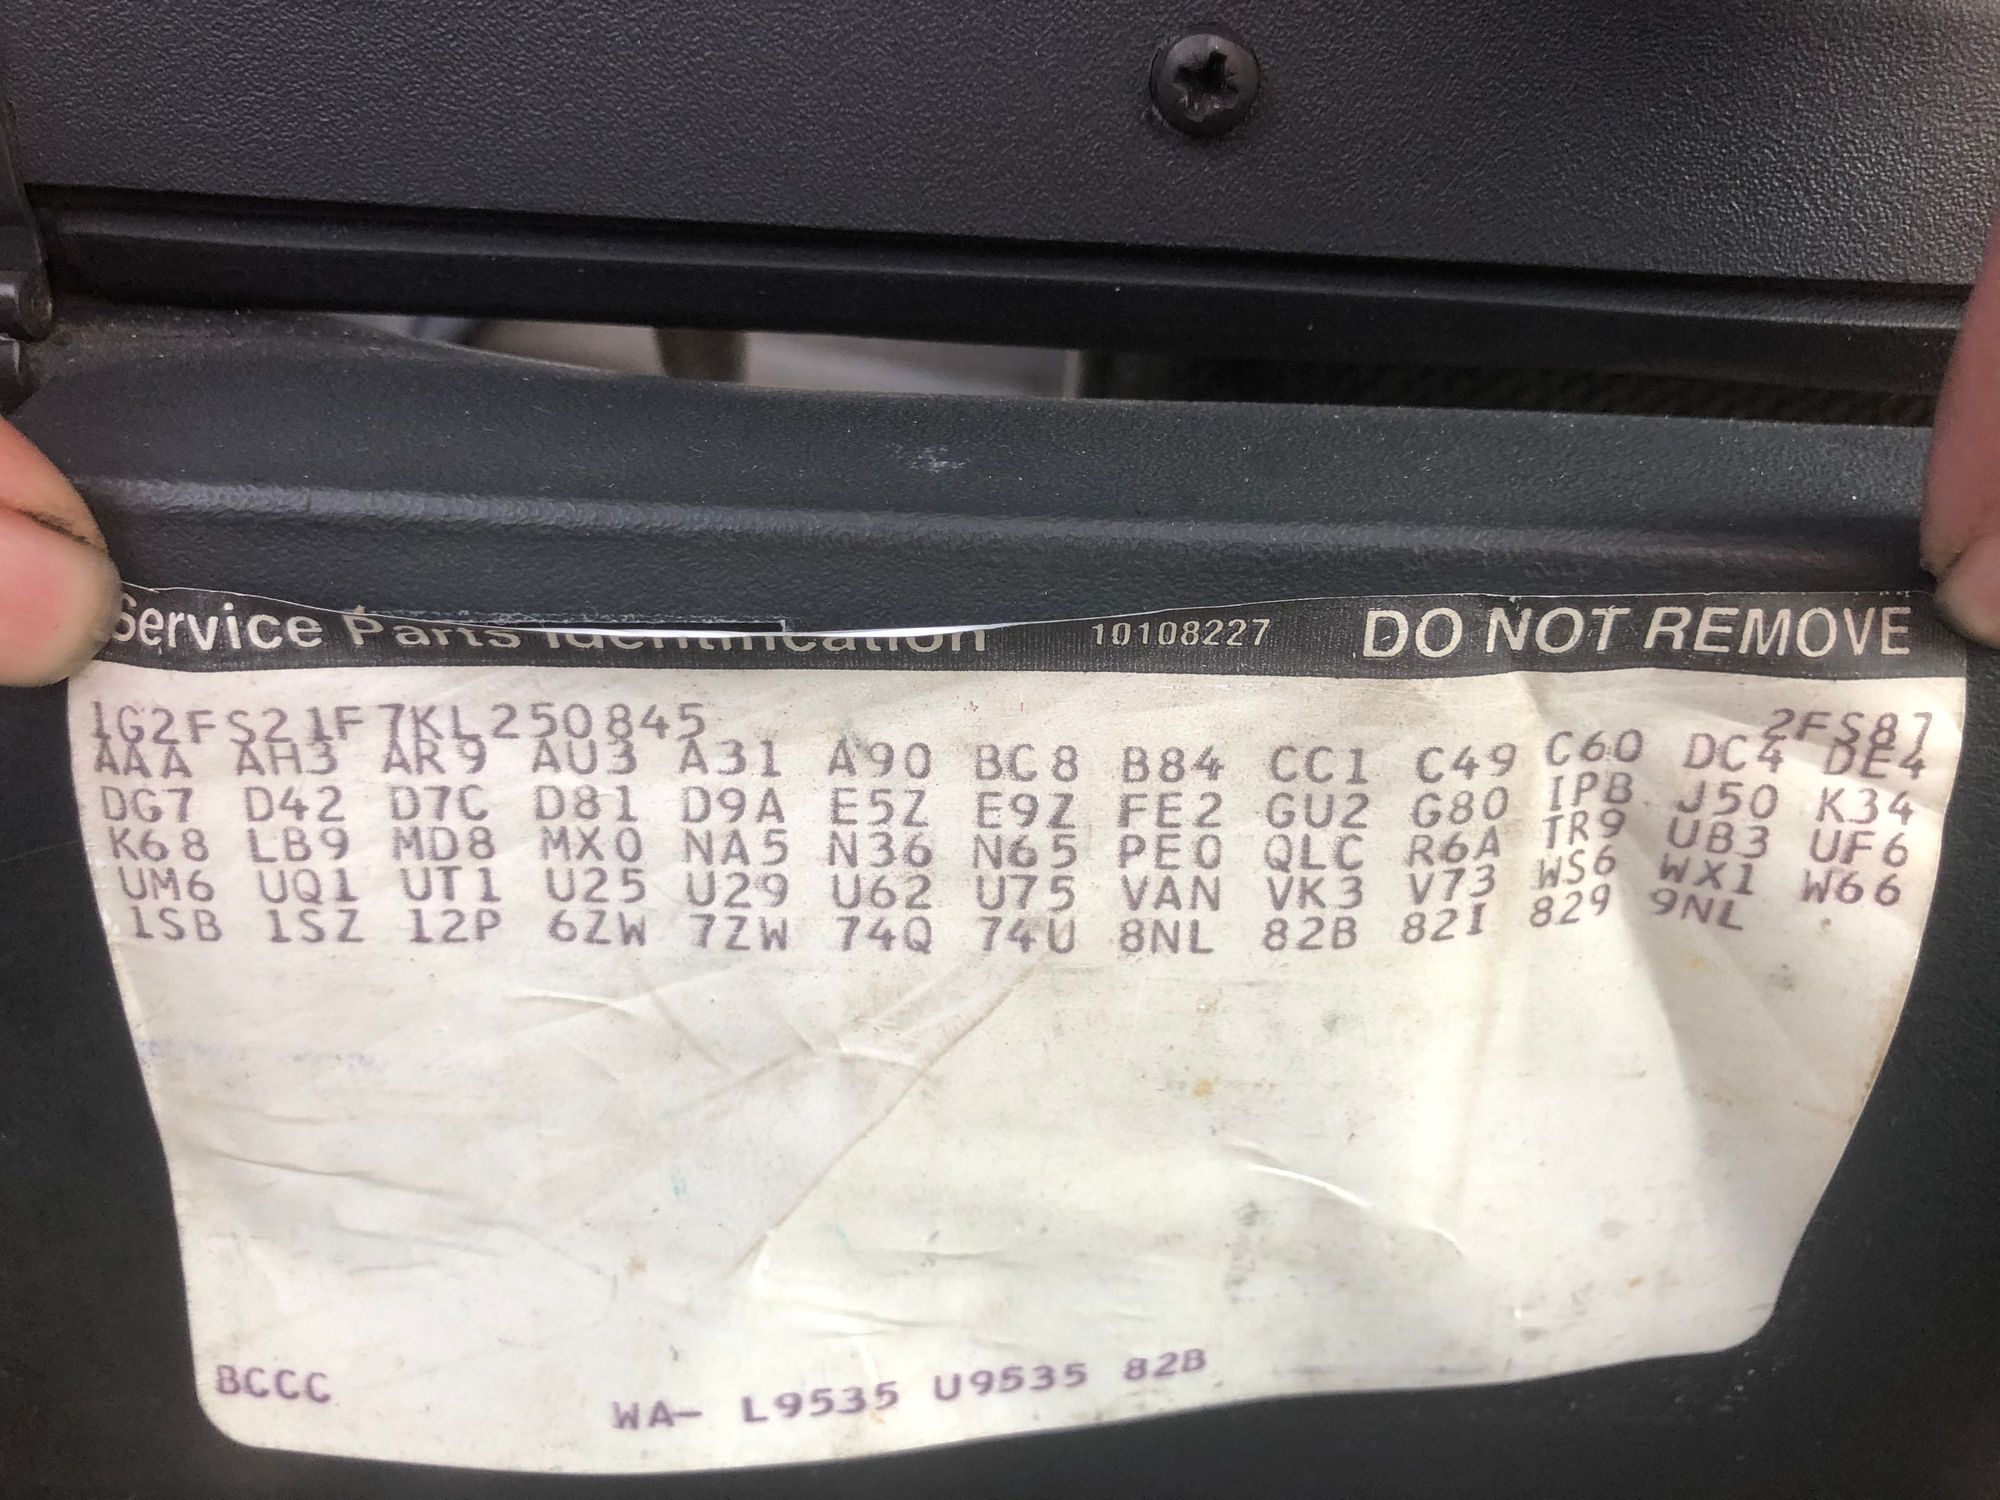 Service Parts Identification 10108227 DO NOT REMOVE
1G2FS21F7KL250845 2FS87
AAA AH3 AR9 AU3 A31 A90 BC8 B84 CC1 C49 C60 DC4 DE4
DG7 D42 D7C D81 D9A E5Z E9Z FE2 GU2 G80 IPB J50 K34
K68 LB9 MD8 MX0 NA5 N36 N65 PE0 QLC R6A TR9 UB3 UF6
UM6 UQ1 UT1 U25 U29 U62 U75 VAN VK3 V73 WS6 WX1 W66
1SB 1SZ 12P 6ZW 7ZW 74Q 74U 8NL 82B 82I 829 9NL
BCCC WA- L9535 U9535 82B